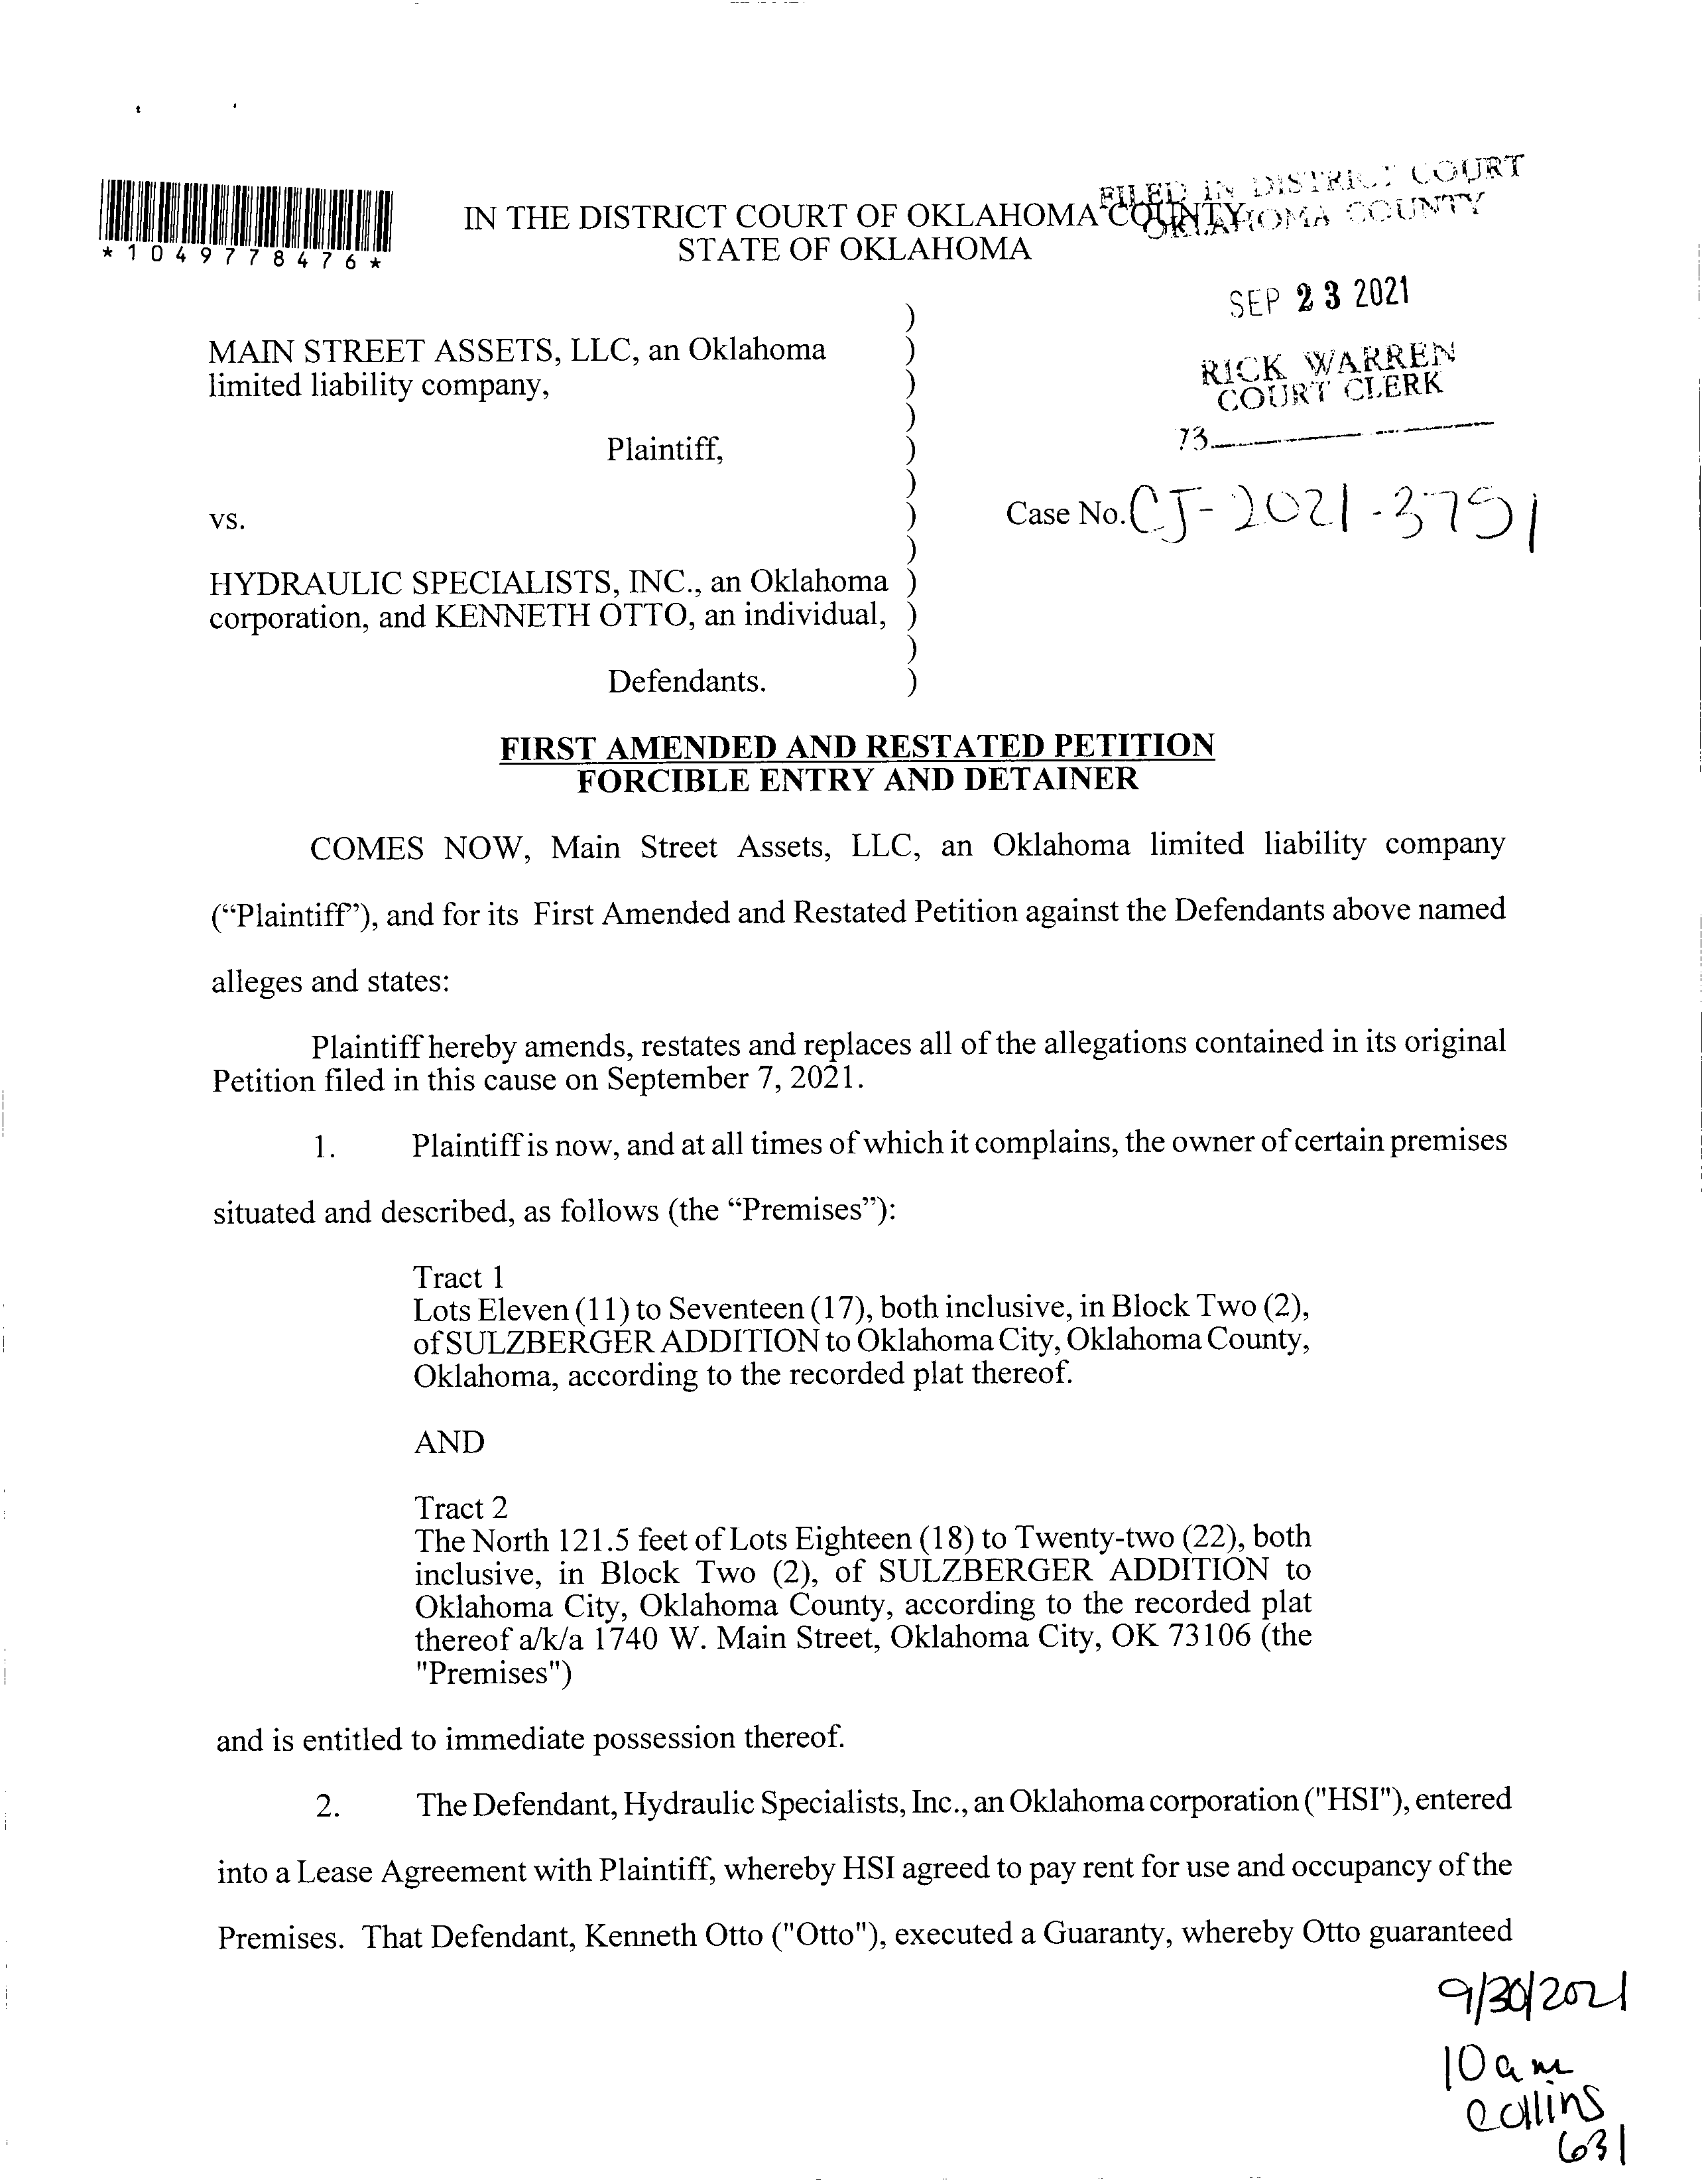 FILED IN DISTRICT COURT
OKLAHOMA COUNTY
IN THE DISTRICT COURT OF OKLAHOMA COUNTY
STATE OF OKLAHOMA
*1049778476*
SEP 23 2021
RICK WARREN
COURT CLERK
73
MAIN STREET ASSETS, LLC, an Oklahoma )
limited liability company, )
Plaintiff, )
vs. )
Case No. CJ-2021-3751
HYDRAULIC SPECIALISTS, INC., an Oklahoma )
corporation, and KENNETH OTTO, an individual, )
Defendants. )
FIRST AMENDED AND RESTATED PETITION
FORCIBLE ENTRY AND DETAINER
COMES NOW, Main Street Assets, LLC, an Oklahoma limited liability company
(“Plaintiff”), and for its First Amended and Restated Petition against the Defendants above named
alleges and states:
Plaintiff hereby amends, restates and replaces all of the allegations contained in its original
Petition filed in this cause on September 7, 2021.
1. Plaintiff is now, and at all times of which it complains, the owner of certain premises
situated and described, as follows (the “Premises”):
Tract 1
Lots Eleven (11) to Seventeen (17), both inclusive, in Block Two (2),
of SULZBERGER ADDITION to Oklahoma City, Oklahoma County,
Oklahoma, according to the recorded plat thereof.
AND
Tract 2
The North 121.5 feet of Lots Eighteen (18) to Twenty-two (22), both
inclusive, in Block Two (2), of SULZBERGER ADDITION to
Oklahoma City, Oklahoma County, according to the recorded plat
thereof a/k/a 1740 W. Main Street, Oklahoma City, OK 73106 (the
"Premises")
and is entitled to immediate possession thereof.
2. The Defendant, Hydraulic Specialists, Inc., an Oklahoma corporation ("HSI"), entered
into a Lease Agreement with Plaintiff, whereby HSI agreed to pay rent for use and occupancy of the
Premises. That Defendant, Kenneth Otto ("Otto"), executed a Guaranty, whereby Otto guaranteed
9/30/2021
10am
Collins
631